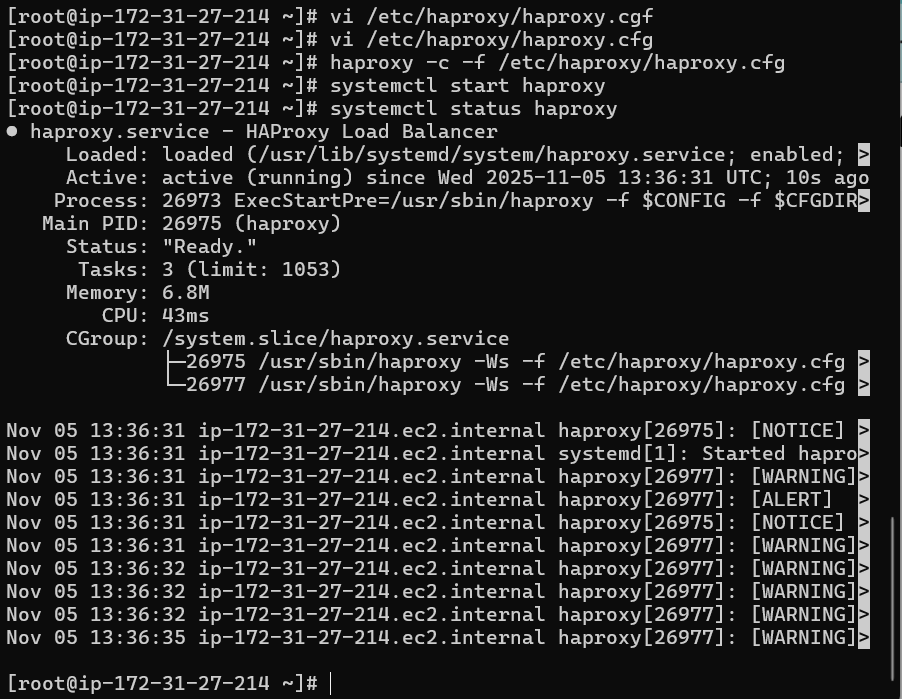 [root@ip-172-31-27-214 ~]# vi /etc/haproxy/haproxy.cgf
[root@ip-172-31-27-214 ~]# vi /etc/haproxy/haproxy.cfg
[root@ip-172-31-27-214 ~]# haproxy -c -f /etc/haproxy/haproxy.cfg
[root@ip-172-31-27-214 ~]# systemctl start haproxy
[root@ip-172-31-27-214 ~]# systemctl status haproxy
● haproxy.service - HAProxy Load Balancer
     Loaded: loaded (/usr/lib/systemd/system/haproxy.service; enabled; >
     Active: active (running) since Wed 2025-11-05 13:36:31 UTC; 10s ago
    Process: 26973 ExecStartPre=/usr/sbin/haproxy -f $CONFIG -f $CFGDIR>
   Main PID: 26975 (haproxy)
     Status: "Ready."
      Tasks: 3 (limit: 1053)
     Memory: 6.8M
        CPU: 43ms
     CGroup: /system.slice/haproxy.service
             ├─26975 /usr/sbin/haproxy -Ws -f /etc/haproxy/haproxy.cfg >
             └─26977 /usr/sbin/haproxy -Ws -f /etc/haproxy/haproxy.cfg >
Nov 05 13:36:31 ip-172-31-27-214.ec2.internal haproxy[26975]: [NOTICE] >
Nov 05 13:36:31 ip-172-31-27-214.ec2.internal systemd[1]: Started hapro>
Nov 05 13:36:31 ip-172-31-27-214.ec2.internal haproxy[26977]: [WARNING]>
Nov 05 13:36:31 ip-172-31-27-214.ec2.internal haproxy[26977]: [ALERT]  >
Nov 05 13:36:31 ip-172-31-27-214.ec2.internal haproxy[26975]: [NOTICE] >
Nov 05 13:36:31 ip-172-31-27-214.ec2.internal haproxy[26977]: [WARNING]>
Nov 05 13:36:32 ip-172-31-27-214.ec2.internal haproxy[26977]: [WARNING]>
Nov 05 13:36:32 ip-172-31-27-214.ec2.internal haproxy[26977]: [WARNING]>
Nov 05 13:36:32 ip-172-31-27-214.ec2.internal haproxy[26977]: [WARNING]>
Nov 05 13:36:35 ip-172-31-27-214.ec2.internal haproxy[26977]: [WARNING]>
[root@ip-172-31-27-214 ~]#